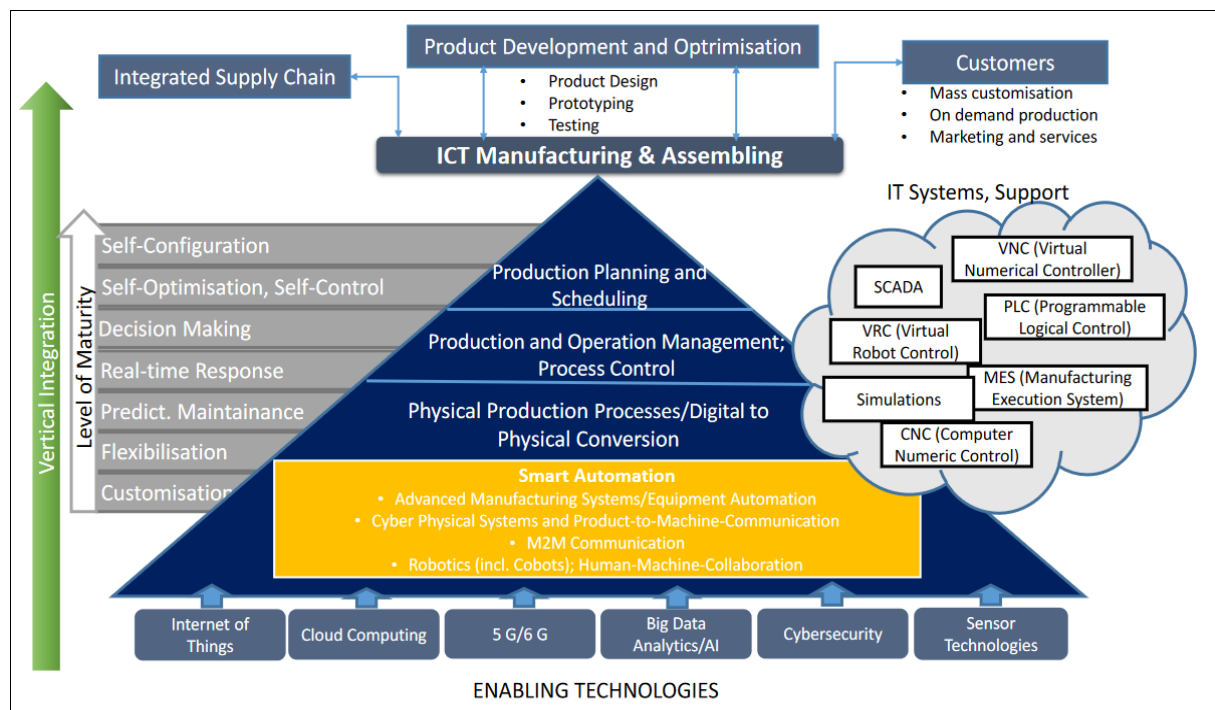 Product Development and Optrimisation
Integrated Supply Chain
Customers
• Product Design
• Prototyping
• Testing
• Mass customisation
• On demand production
• Marketing and services
ICT Manufacturing & Assembling
Vertical Integration
Level of Maturity
Self-Configuration
Self-Optimisation, Self-Control
Decision Making
Real-time Response
Predict. Maintainance
Flexibilisation
Customisation
Production Planning and
Scheduling
Production and Operation Management;
Process Control
Physical Production Processes/Digital to
Physical Conversion
Smart Automation
• Advanced Manufacturing Systems/Equipment Automation
• Cyber Physical Systems and Product-to-Machine-Communication
• M2M Communication
• Robotics (incl. Cobots); Human-Machine-Collaboration
IT Systems, Support
VNC (Virtual
Numerical Controller)
SCADA
PLC (Programmable
Logical Control)
VRC (Virtual
Robot Control)
MES (Manufacturing
Execution System)
Simulations
CNC (Computer
Numeric Control)
Internet of
Things
Cloud Computing
5 G/6 G
Big Data
Analytics/AI
Cybersecurity
Sensor
Technologies
ENABLING TECHNOLOGIES